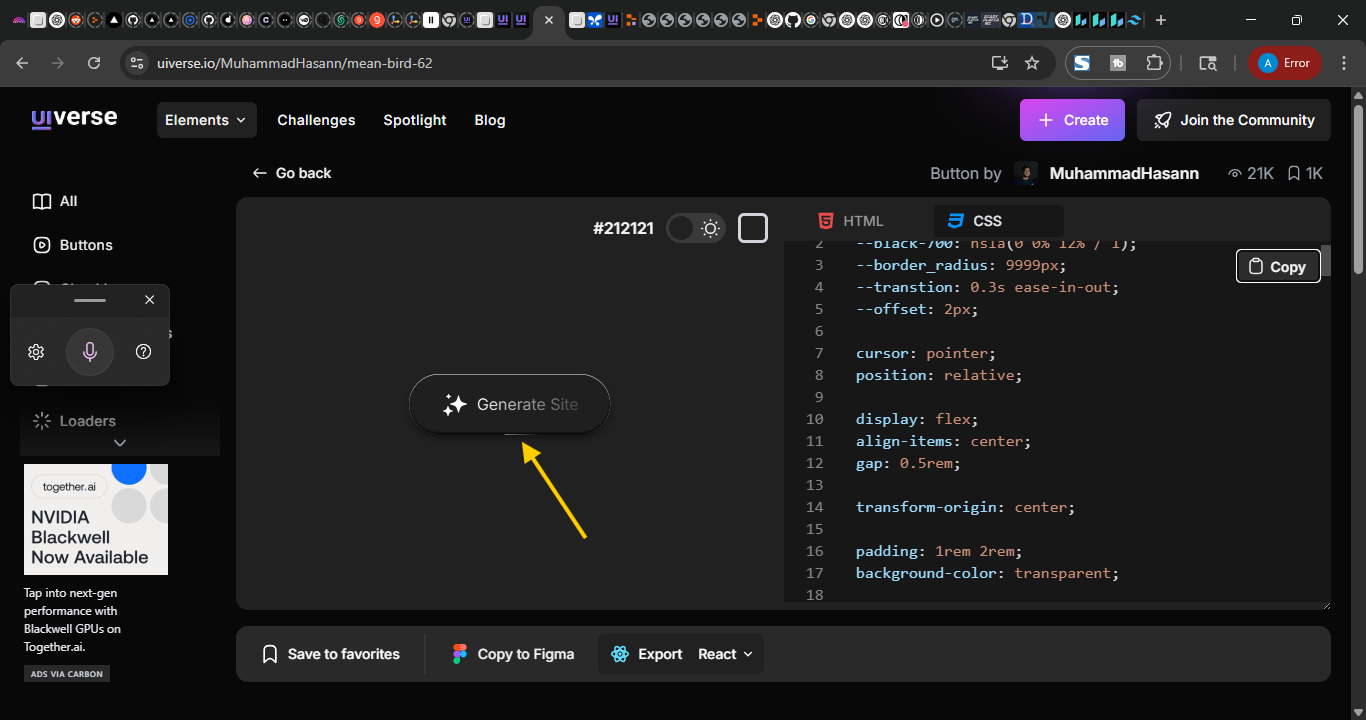 uiverse.io/MuhammadHasann/mean-bird-62
A
Error
uiverse
Elements
Challenges
Spotlight
Blog
Create
Join the Community
Go back
Button by
MuhammadHasann
21K
1K
All
Buttons
Loaders
#212121
HTML
CSS
Copy
2 --black-700: hsla(0 0% 12% / 1);
3 --border_radius: 9999px;
4 --transtion: 0.3s ease-in-out;
5 --offset: 2px;
6
7 cursor: pointer;
8 position: relative;
9
10 display: flex;
11 align-items: center;
12 gap: 0.5rem;
13
14 transform-origin: center;
15
16 padding: 1rem 2rem;
17 background-color: transparent;
18
Generate Site
together.ai
NVIDIA
Blackwell
Now Available
Tap into next-gen
performance with
Blackwell GPUs on
Together.ai.
ADS VIA CARBON
Save to favorites
Copy to Figma
Export
React